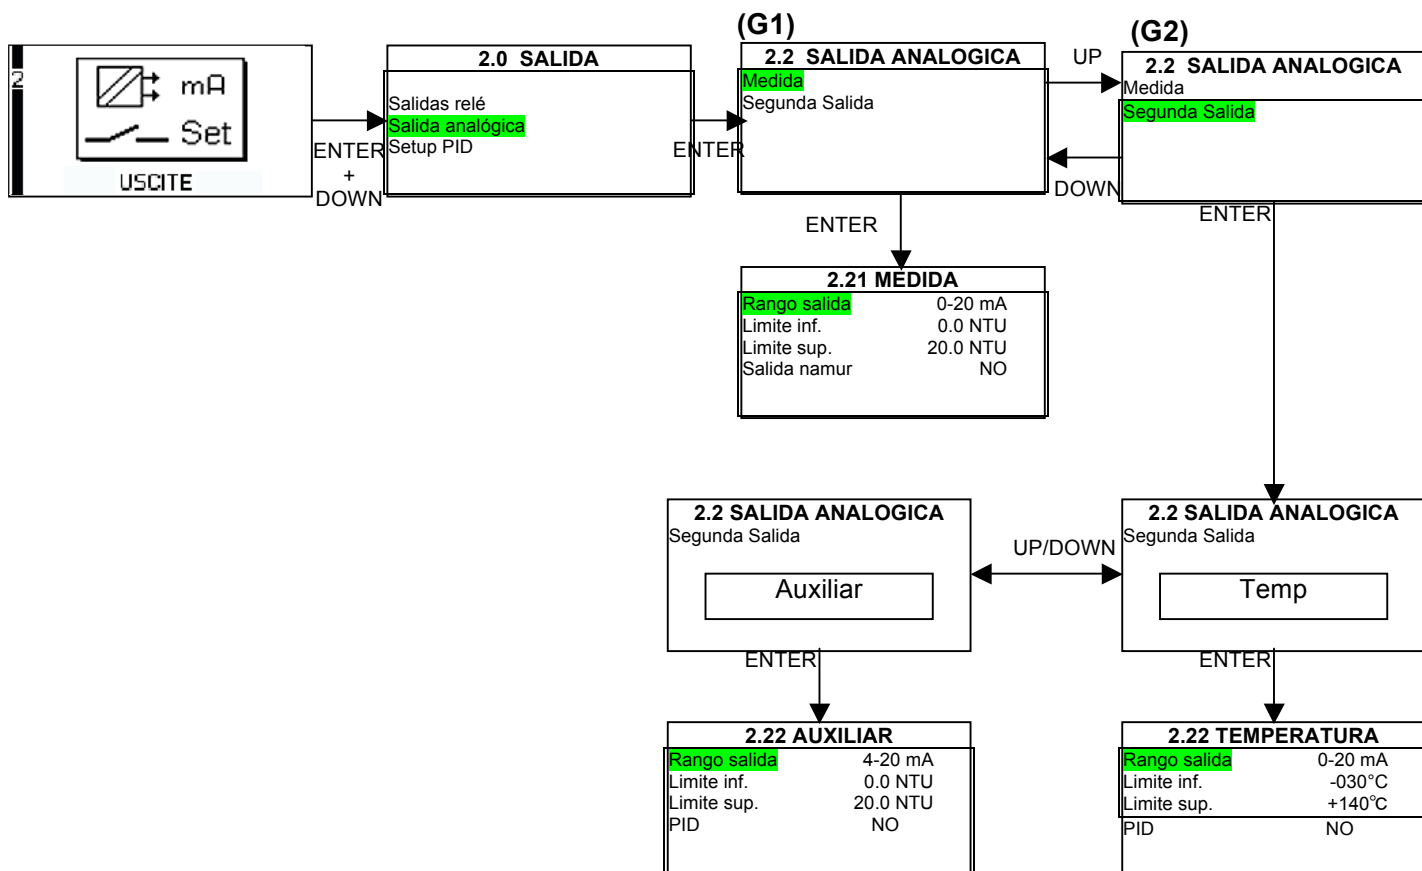 2
mA
Set
USCITE
ENTER
+
DOWN
2.0 SALIDA
Salidas relé
Salida analógica
Setup PID
ENTER
(G1)
2.2 SALIDA ANALOGICA
Medida
Segunda Salida
UP
DOWN
(G2)
2.2 SALIDA ANALOGICA
Medida
Segunda Salida
ENTER
ENTER
2.21 MEDIDA
Rango salida 0-20 mA
Limite inf. 0.0 NTU
Limite sup. 20.0 NTU
Salida namur NO
2.2 SALIDA ANALOGICA
Segunda Salida
Auxiliar
UP/DOWN
2.2 SALIDA ANALOGICA
Segunda Salida
Temp
ENTER
ENTER
2.22 AUXILIAR
Rango salida 4-20 mA
Limite inf. 0.0 NTU
Limite sup. 20.0 NTU
PID NO
2.22 TEMPERATURA
Rango salida 0-20 mA
Limite inf. -030°C
Limite sup. +140°C
PID NO